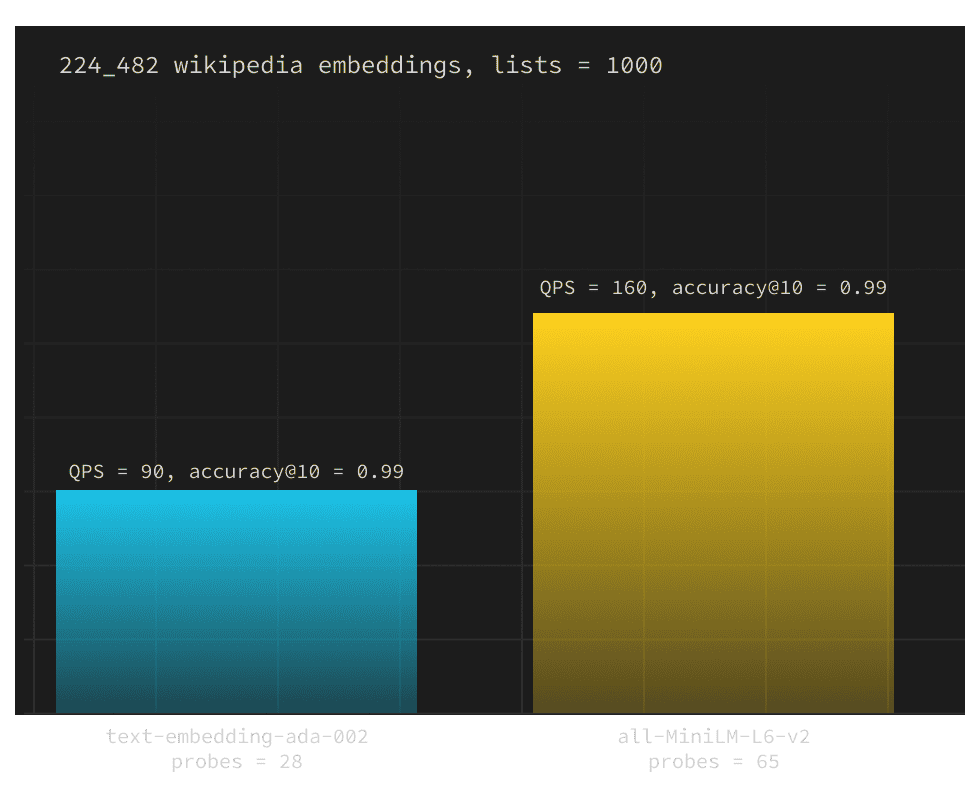 224_482 wikipedia embeddings, lists = 1000
QPS = 160, accuracy@10 = 0.99
QPS = 90, accuracy@10 = 0.99
text-embedding-ada-002
probes = 28
all-MiniLM-L6-v2
probes = 65